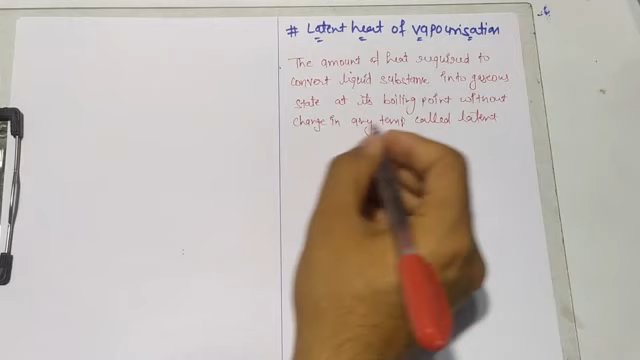 # Latent heat of vapourisation
The amount of heat required to
convert liquid substance into gaseous
state at its boiling point without
change in any temp called latent